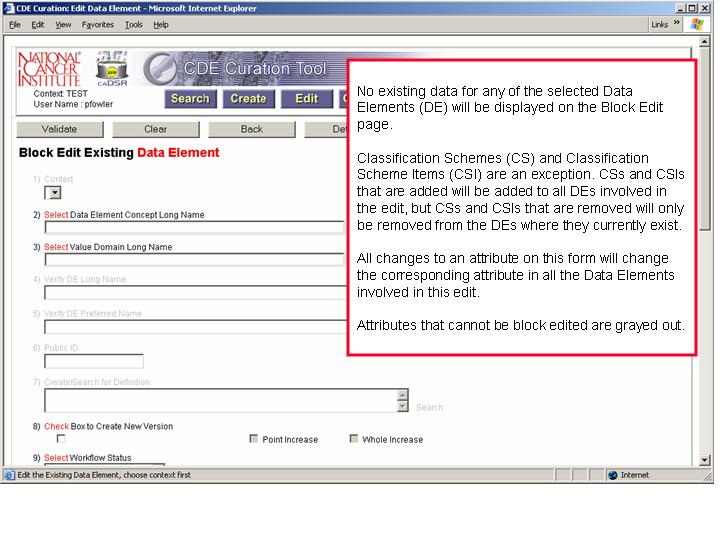 CDE Curation: Edit Data Element - Microsoft Internet Explorer
File Edit View Favorites Tools Help
Links »
NATIONAL
CANCER
INSTITUTE
caDSR
CDE Curation Tool
Context: TEST
User Name : pfowler
Search Create Edit
Validate Clear Back
Block Edit Existing Data Element
1) Context
2) Select Data Element Concept Long Name
3) Select Value Domain Long Name
4) Verify DE Long Name
5) Verify DE Preferred Name
6) Public ID
7) Create/Search for Definition
Search
8) Check Box to Create New Version
Point Increase Whole Increase
9) Select Workflow Status
No existing data for any of the selected Data
Elements (DE) will be displayed on the Block Edit
page.
Classification Schemes (CS) and Classification
Scheme Items (CSI) are an exception. CSs and CSIs
that are added will be added to all DEs involved in
the edit, but CSs and CSIs that are removed will only
be removed from the DEs where they currently exist.
All changes to an attribute on this form will change
the corresponding attribute in all the Data Elements
involved in this edit.
Attributes that cannot be block edited are grayed out.
Edit the Existing Data Element, choose context first
Internet